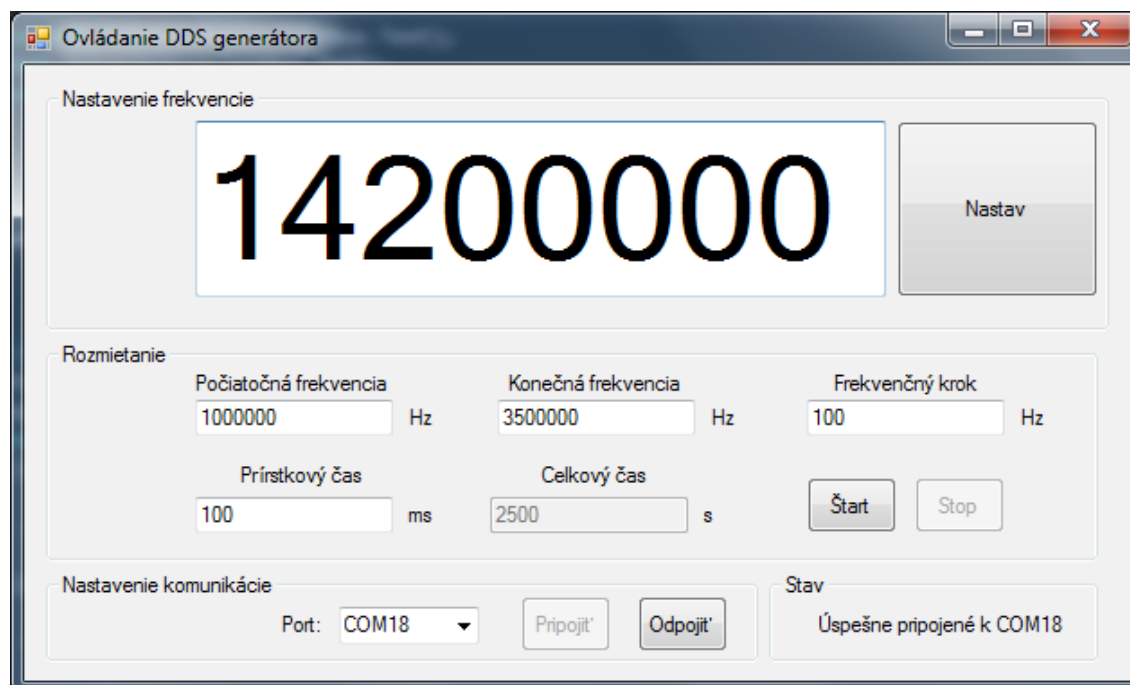 Ovládanie DDS generátora
Nastavenie frekvencie
14200000
Nastav
Rozmietanie
Počiatočná frekvencia Konečná frekvencia Frekvenčný krok
1000000 Hz 3500000 Hz 100 Hz
Prírstkový čas Celkový čas
100 ms 2500 s Štart Stop
Nastavenie komunikácie Stav
Port: COM18 Pripojiť Odpojiť Úspešne pripojené k COM18